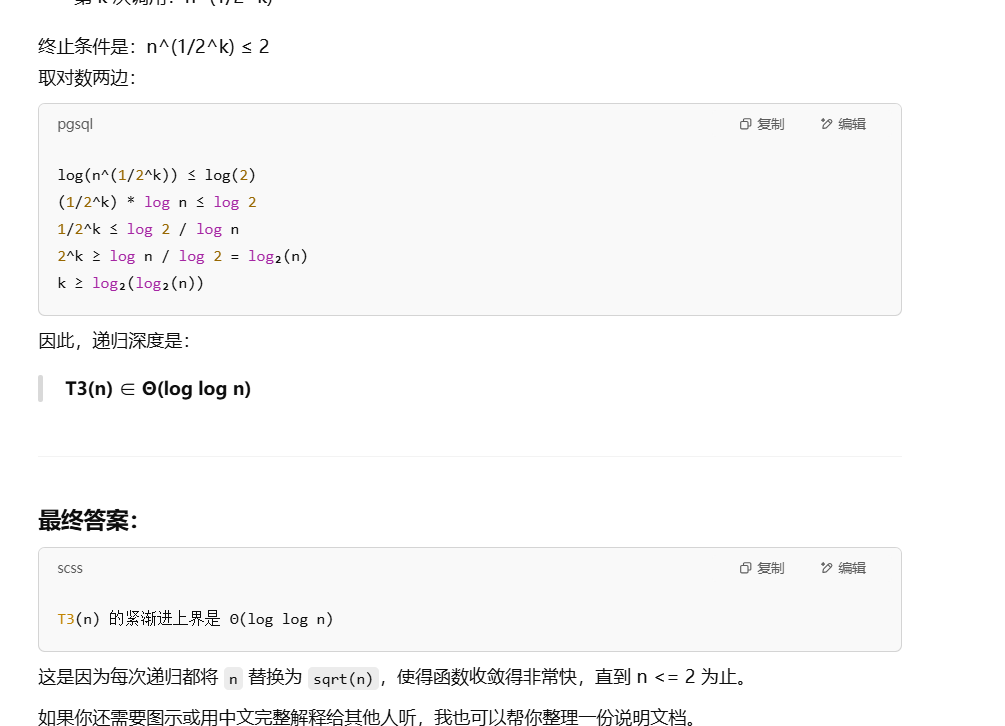 第 k 次调用：n^(1/2^k)
终止条件是：n^(1/2^k) ≤ 2
取对数两边：
pgsql
复制
编辑
log(n^(1/2^k)) ≤ log(2)
(1/2^k) * log n ≤ log 2
1/2^k ≤ log 2 / log n
2^k ≥ log n / log 2 = log₂(n)
k ≥ log₂(log₂(n))
因此，递归深度是：
T3(n) ∈ Θ(log log n)
最终答案：
scss
复制
编辑
T3(n) 的紧渐进上界是 Θ(log log n)
这是因为每次递归都将 n 替换为 sqrt(n)，使得函数收敛得非常快，直到 n <= 2 为止。
如果你还需要图示或用中文完整解释给其他人听，我也可以帮你整理一份说明文档。